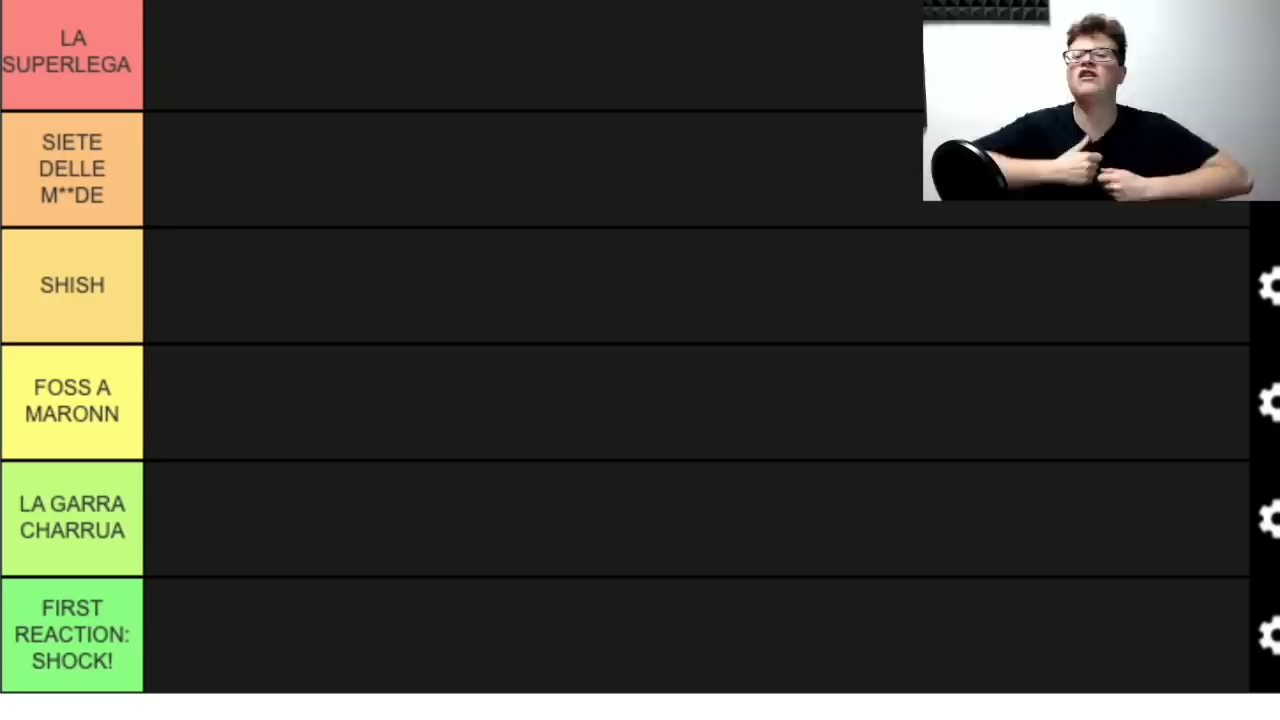 LA
SUPERLEGA
SIETE
DELLE
M**DE
SHISH
FOSS A
MARONN
LA GARRA
CHARRUA
FIRST
REACTION:
SHOCK!